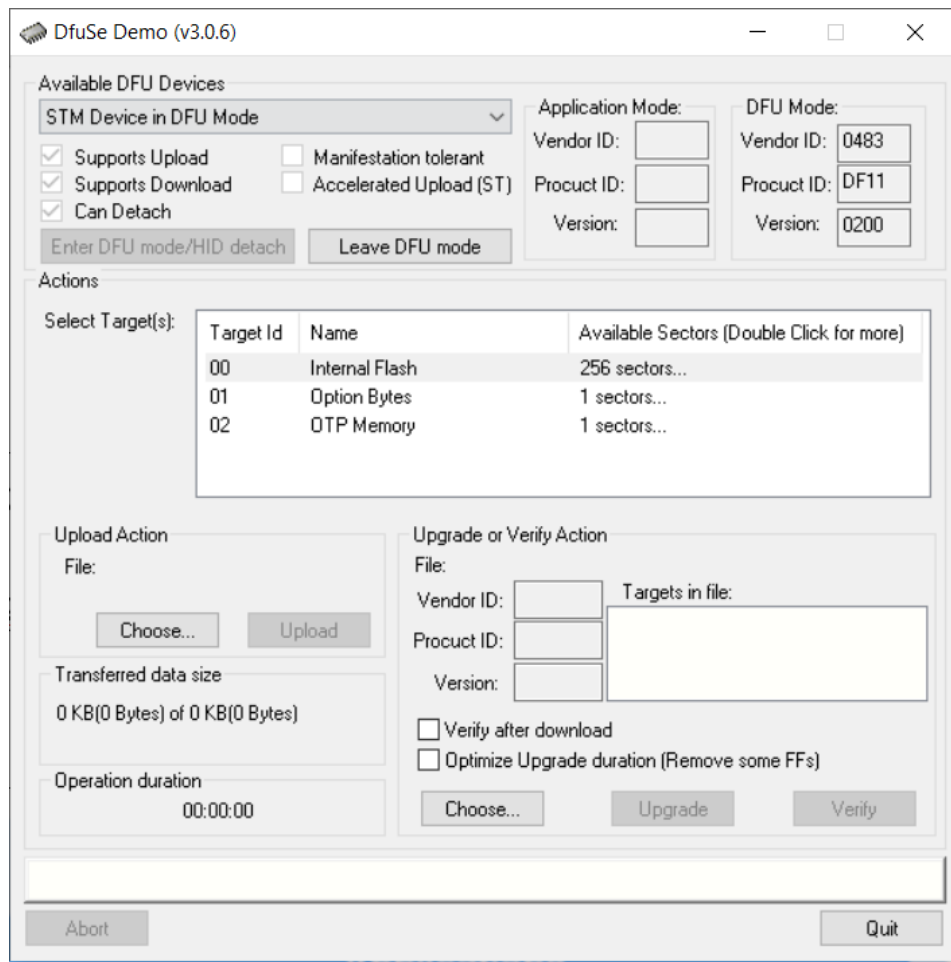 DfuSe Demo (v3.0.6)
Available DFU Devices
STM Device in DFU Mode
Supports Upload
Manifestation tolerant
Supports Download
Accelerated Upload (ST)
Can Detach
Enter DFU mode/HID detach
Leave DFU mode
Application Mode:
Vendor ID:
Procuct ID:
Version:
DFU Mode:
Vendor ID: 0483
Procuct ID: DF11
Version: 0200
Actions
Select Target(s):
Target Id Name Available Sectors (Double Click for more)
00 Internal Flash 256 sectors...
01 Option Bytes 1 sectors...
02 OTP Memory 1 sectors...
Upload Action
File:
Choose... Upload
Transferred data size
0 KB(0 Bytes) of 0 KB(0 Bytes)
Operation duration
00:00:00
Upgrade or Verify Action
File:
Vendor ID:
Procuct ID:
Version:
Targets in file:
Verify after download
Optimize Upgrade duration (Remove some FFs)
Choose... Upgrade Verify
Abort Quit